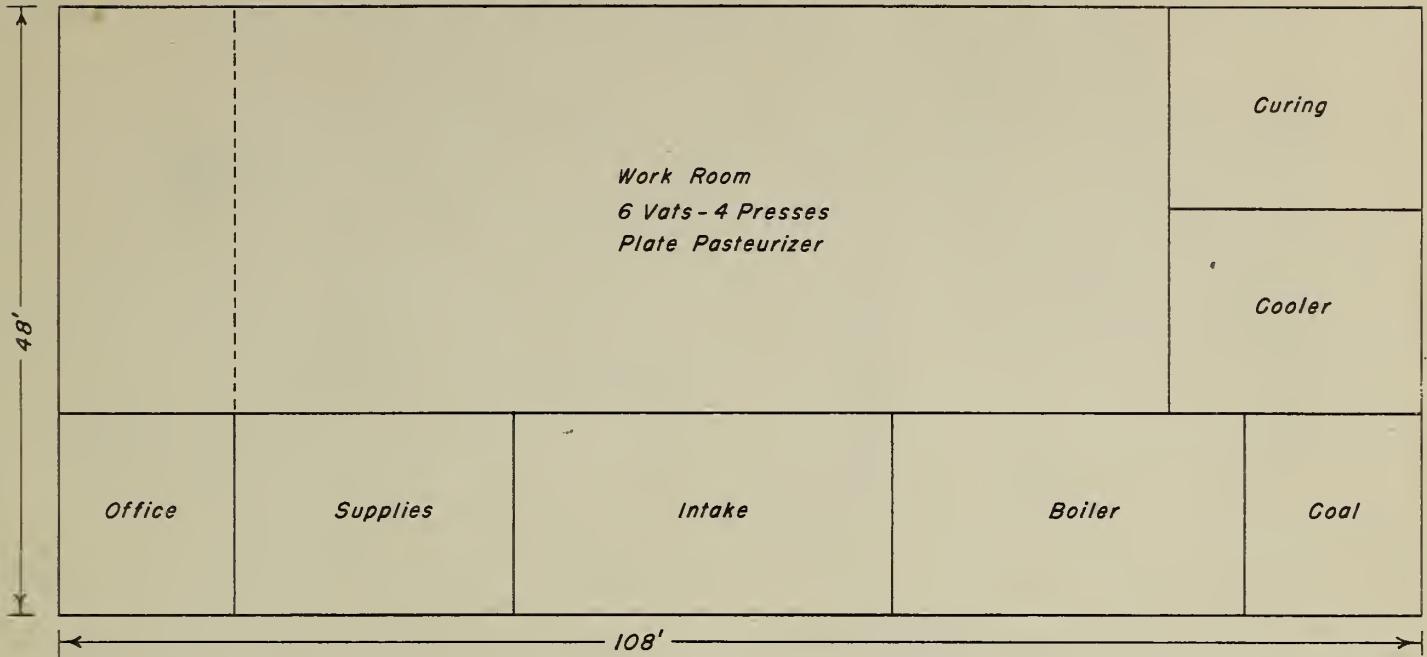 Curing
Work Room
6 Vats - 4 Presses
Plate Pasteurizer
Cooler
48'
Office
Supplies
Intake
Boiler
Coal
108'